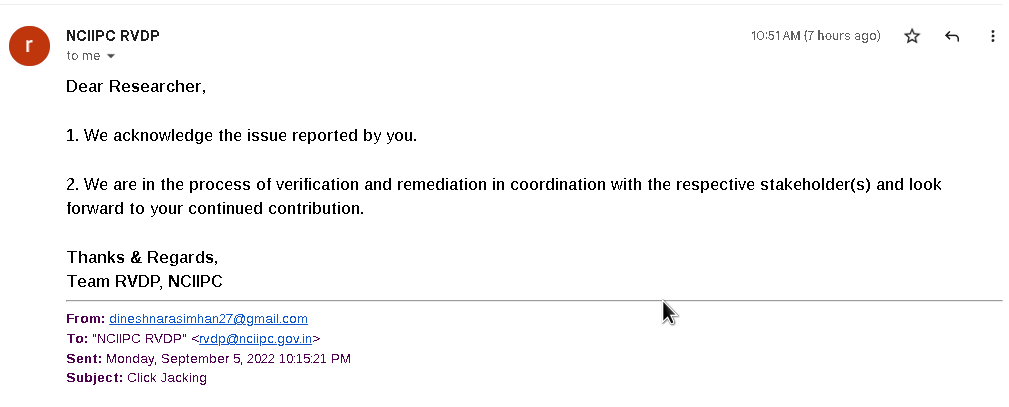 r
NCIIPC RVDP
10:51 AM (7 hours ago)
to me
Dear Researcher,
1. We acknowledge the issue reported by you.
2. We are in the process of verification and remediation in coordination with the respective stakeholder(s) and look
forward to your continued contribution.
Thanks & Regards,
Team RVDP, NCIIPC
From: dineshnarasimhan27@gmail.com
To: "NCIIPC RVDP" <rvdp@nciipc.gov.in>
Sent: Monday, September 5, 2022 10:15:21 PM
Subject: Click Jacking